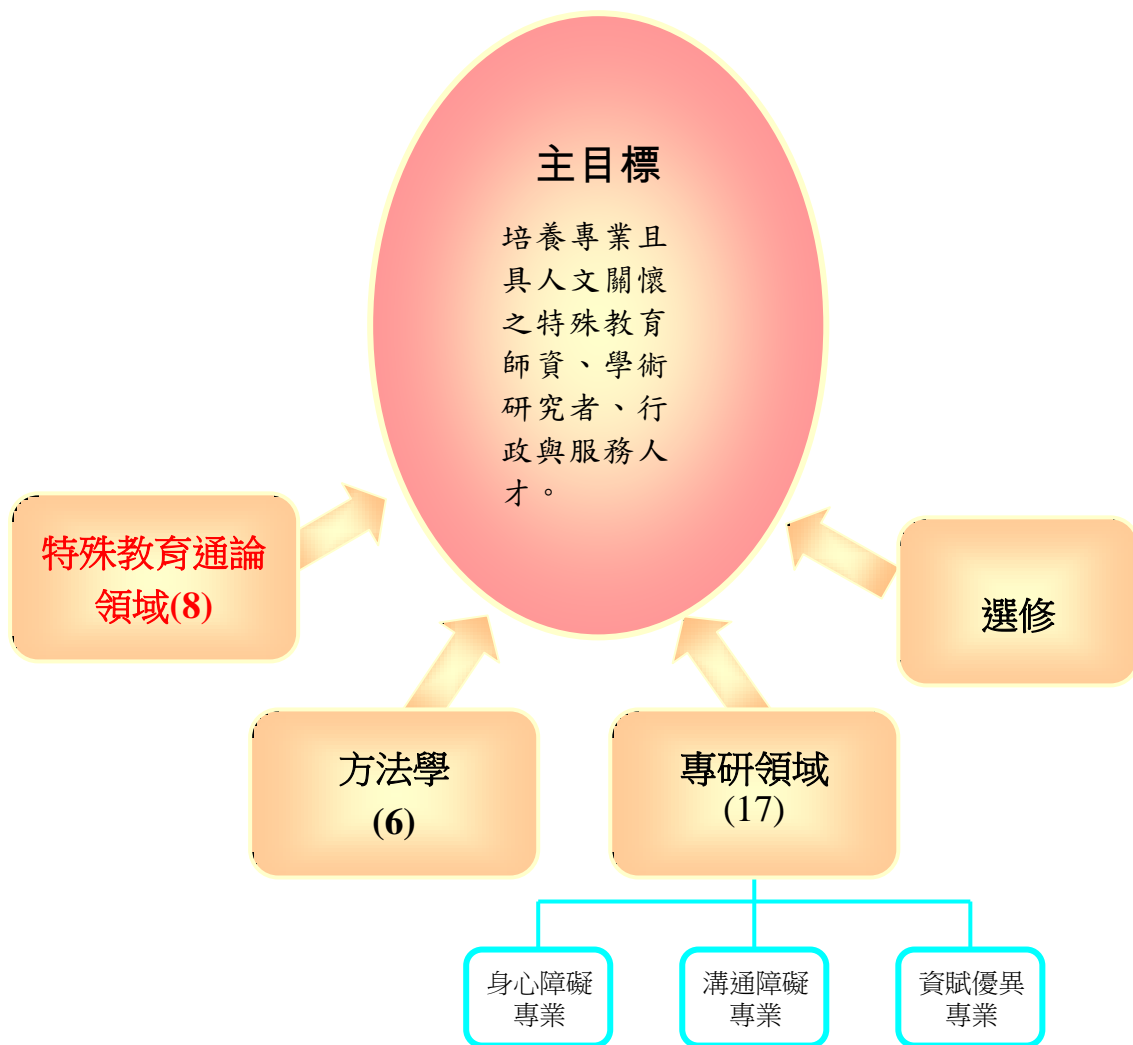 主目標
培養專業且
具人文關懷
之特殊教育
師資、學術
研究者、行
政與服務人
才。
特殊教育通論
領域(8)
選修
方法學
(6)
專研領域
(17)
身心障礙
專業
溝通障礙
專業
資賦優異
專業